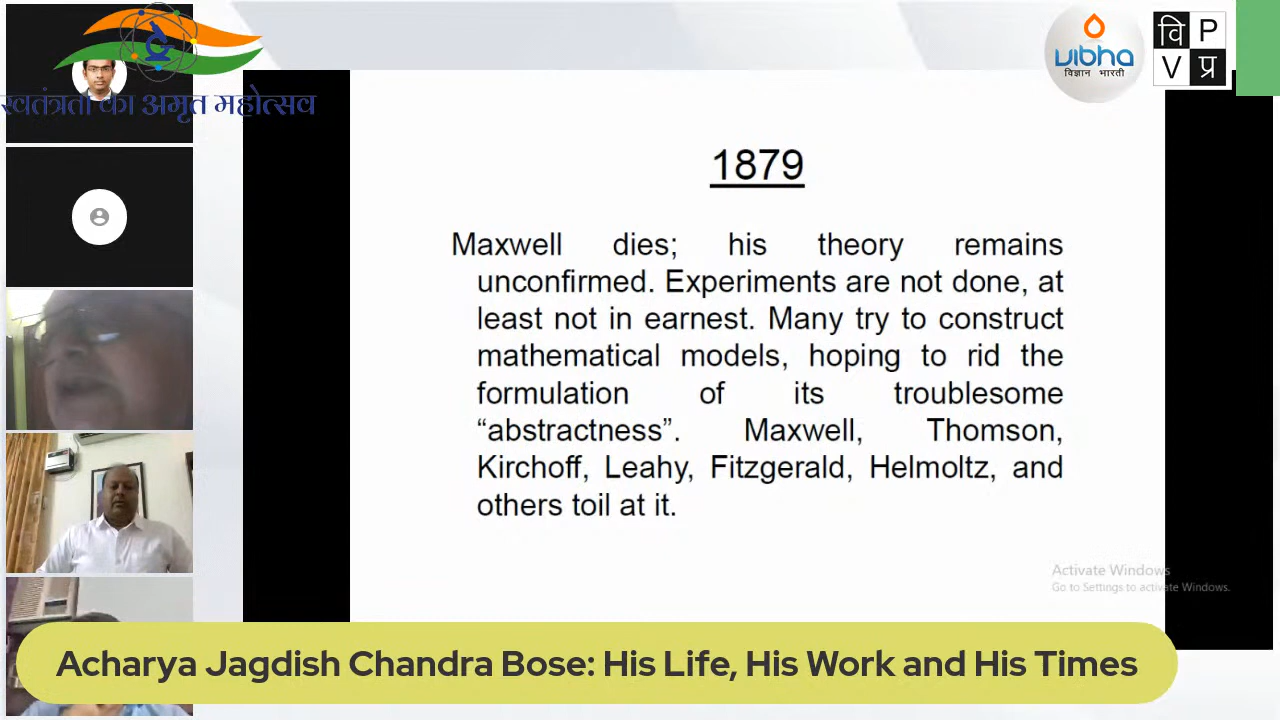 स्वतंत्रता का अमृत महोत्सव
vibha
विज्ञान भारती
वि P
V प्र
1879
Maxwell dies; his theory remains
unconfirmed. Experiments are not done, at
least not in earnest. Many try to construct
mathematical models, hoping to rid the
formulation of its troublesome
“abstractness”. Maxwell, Thomson,
Kirchoff, Leahy, Fitzgerald, Helmoltz, and
others toil at it.
Activate Windows
Go to Settings to activate Windows.
Acharya Jagdish Chandra Bose: His Life, His Work and His Times